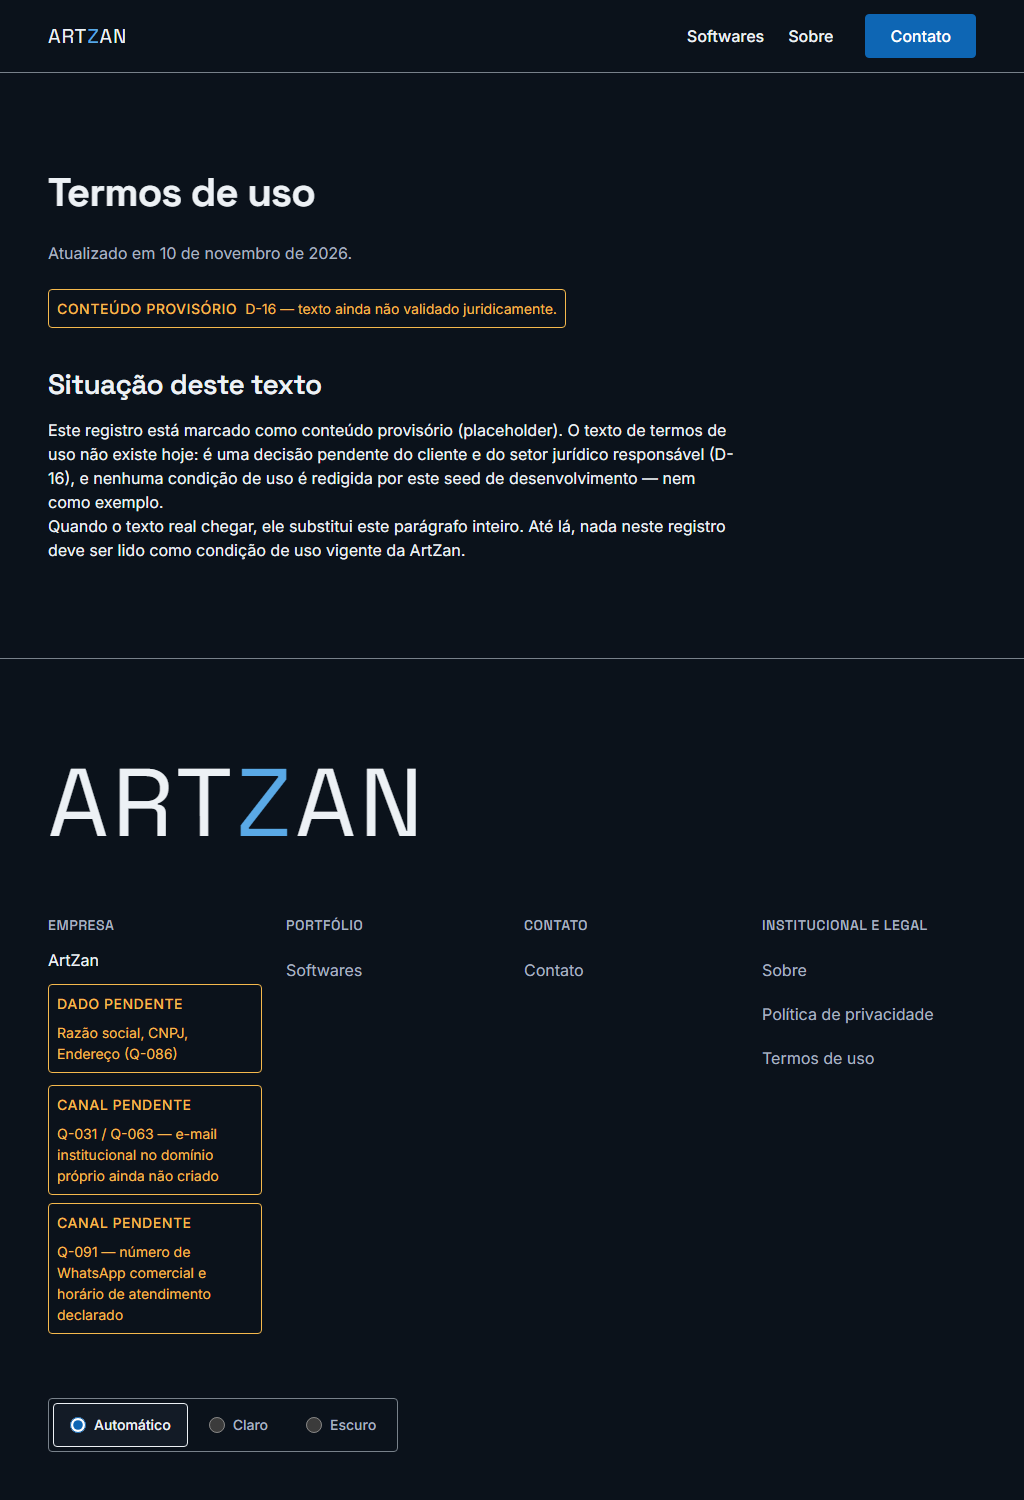 ARTZAN
Softwares
Sobre
Contato
Termos de uso
Atualizado em 10 de novembro de 2026.
CONTEÚDO PROVISÓRIO D-16 — texto ainda não validado juridicamente.
Situação deste texto
Este registro está marcado como conteúdo provisório (placeholder). O texto de termos de
uso não existe hoje: é uma decisão pendente do cliente e do setor jurídico responsável (D-
16), e nenhuma condição de uso é redigida por este seed de desenvolvimento — nem
como exemplo.
Quando o texto real chegar, ele substitui este parágrafo inteiro. Até lá, nada neste registro
deve ser lido como condição de uso vigente da ArtZan.
ARTZAN
EMPRESA
ArtZan
DADO PENDENTE
Razão social, CNPJ,
Endereço (Q-086)
CANAL PENDENTE
Q-031 / Q-063 — e-mail
institucional no domínio
próprio ainda não criado
CANAL PENDENTE
Q-091 — número de
WhatsApp comercial e
horário de atendimento
declarado
PORTFÓLIO
Softwares
CONTATO
Contato
INSTITUCIONAL E LEGAL
Sobre
Política de privacidade
Termos de uso
Automático
Claro
Escuro